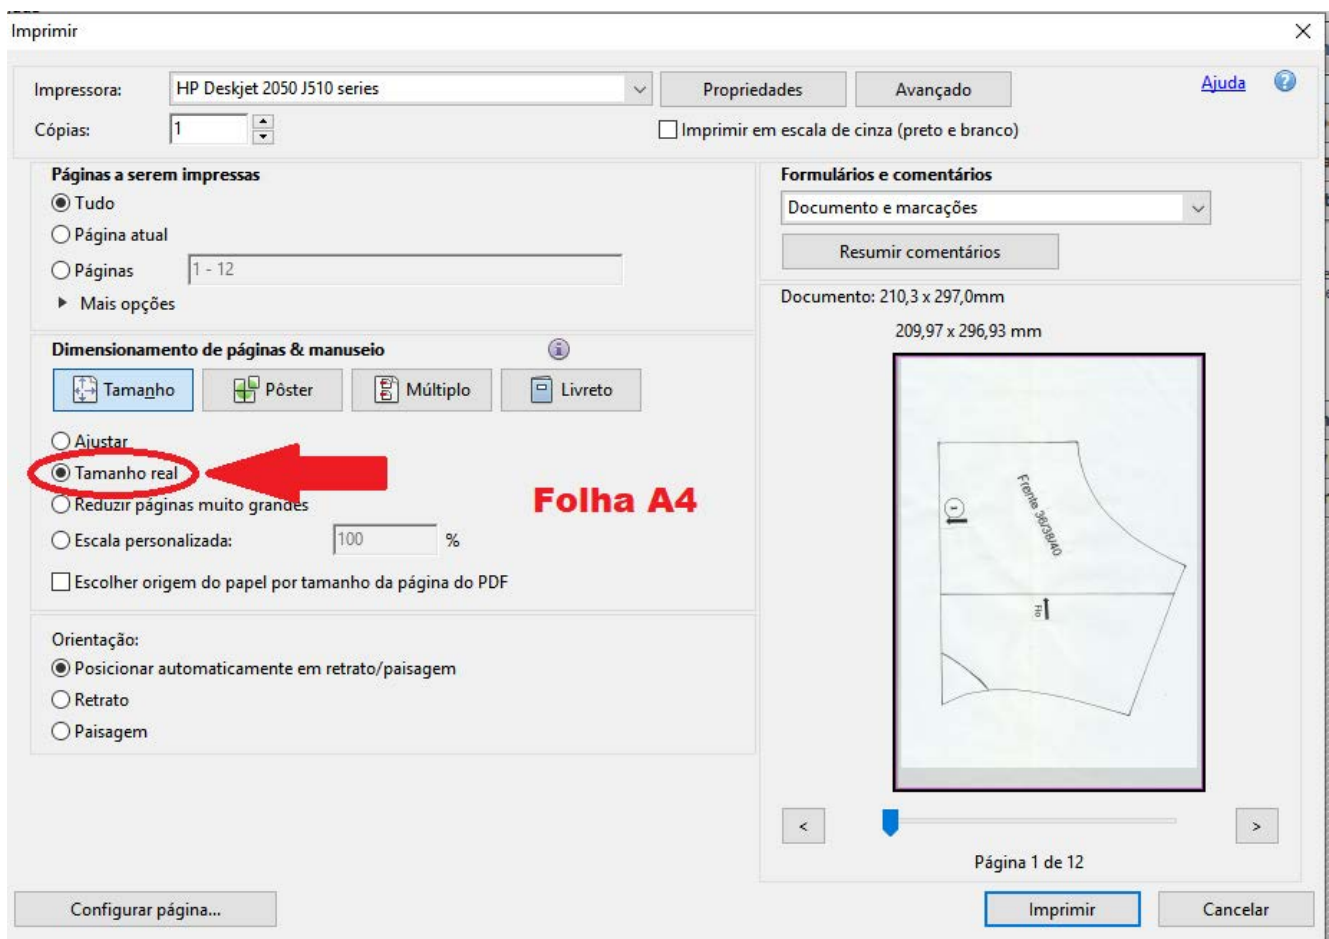 Imprimir
Impressora:
HP Deskjet 2050 J510 series
Propriedades
Avançado
Ajuda
Cópias:
1
Imprimir em escala de cinza (preto e branco)
Páginas a serem impressas
Tudo
Página atual
Páginas
1 - 12
Mais opções
Formulários e comentários
Documento e marcações
Resumir comentários
Dimensionamento de páginas & manuseio
Tamanho
Pôster
Múltiplo
Livreto
Ajustar
Tamanho real
Reduzir páginas muito grandes
Escala personalizada:
100
%
Escolher origem do papel por tamanho da página do PDF
Folha A4
Orientação:
Posicionar automaticamente em retrato/paisagem
Retrato
Paisagem
Documento: 210,3 x 297,0mm
209,97 x 296,93 mm
Frente 36/38/40
1
Fio
<
>
Página 1 de 12
Configurar página...
Imprimir
Cancelar